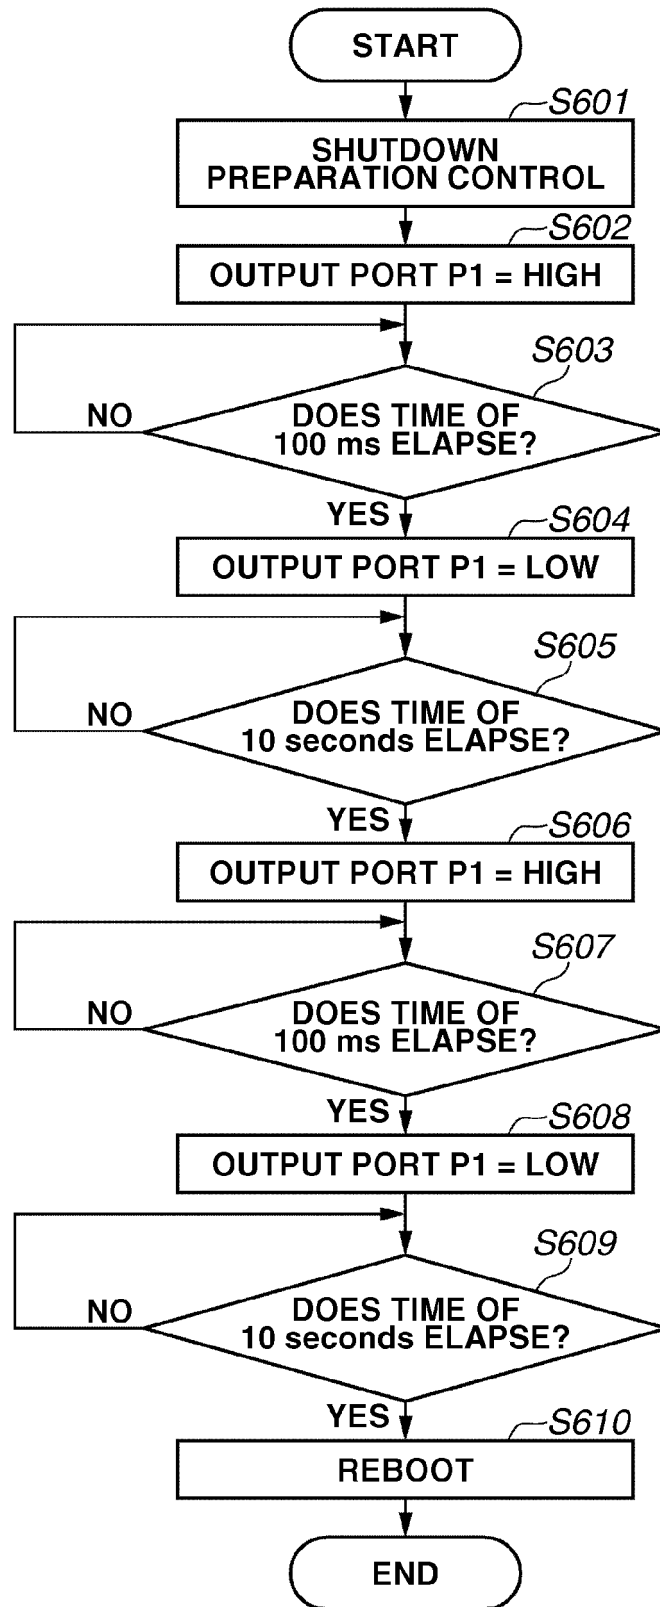 START
S601
SHUTDOWN
PREPARATION CONTROL
S602
OUTPUT PORT P1 = HIGH
S603
DOES TIME OF
100 ms ELAPSE?
NO
YES
S604
OUTPUT PORT P1 = LOW
S605
DOES TIME OF
10 seconds ELAPSE?
NO
YES
S606
OUTPUT PORT P1 = HIGH
S607
DOES TIME OF
100 ms ELAPSE?
NO
YES
S608
OUTPUT PORT P1 = LOW
S609
DOES TIME OF
10 seconds ELAPSE?
NO
YES
S610
REBOOT
END